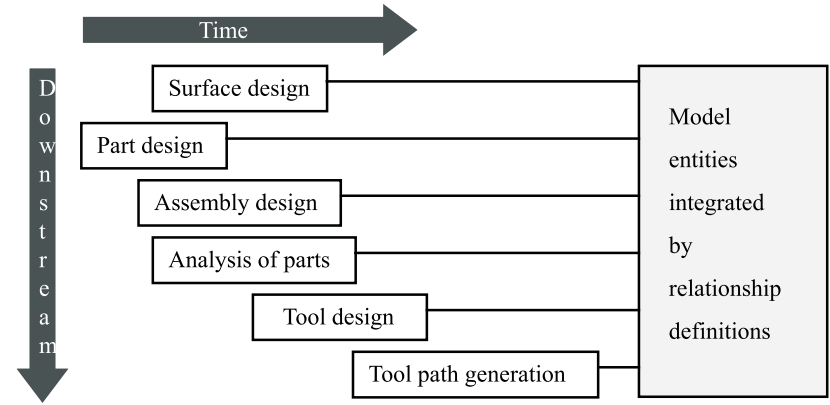 Time
Downstream
Surface design
Part design
Assembly design
Analysis of parts
Tool design
Tool path generation
Model
entities
integrated
by
relationship
definitions